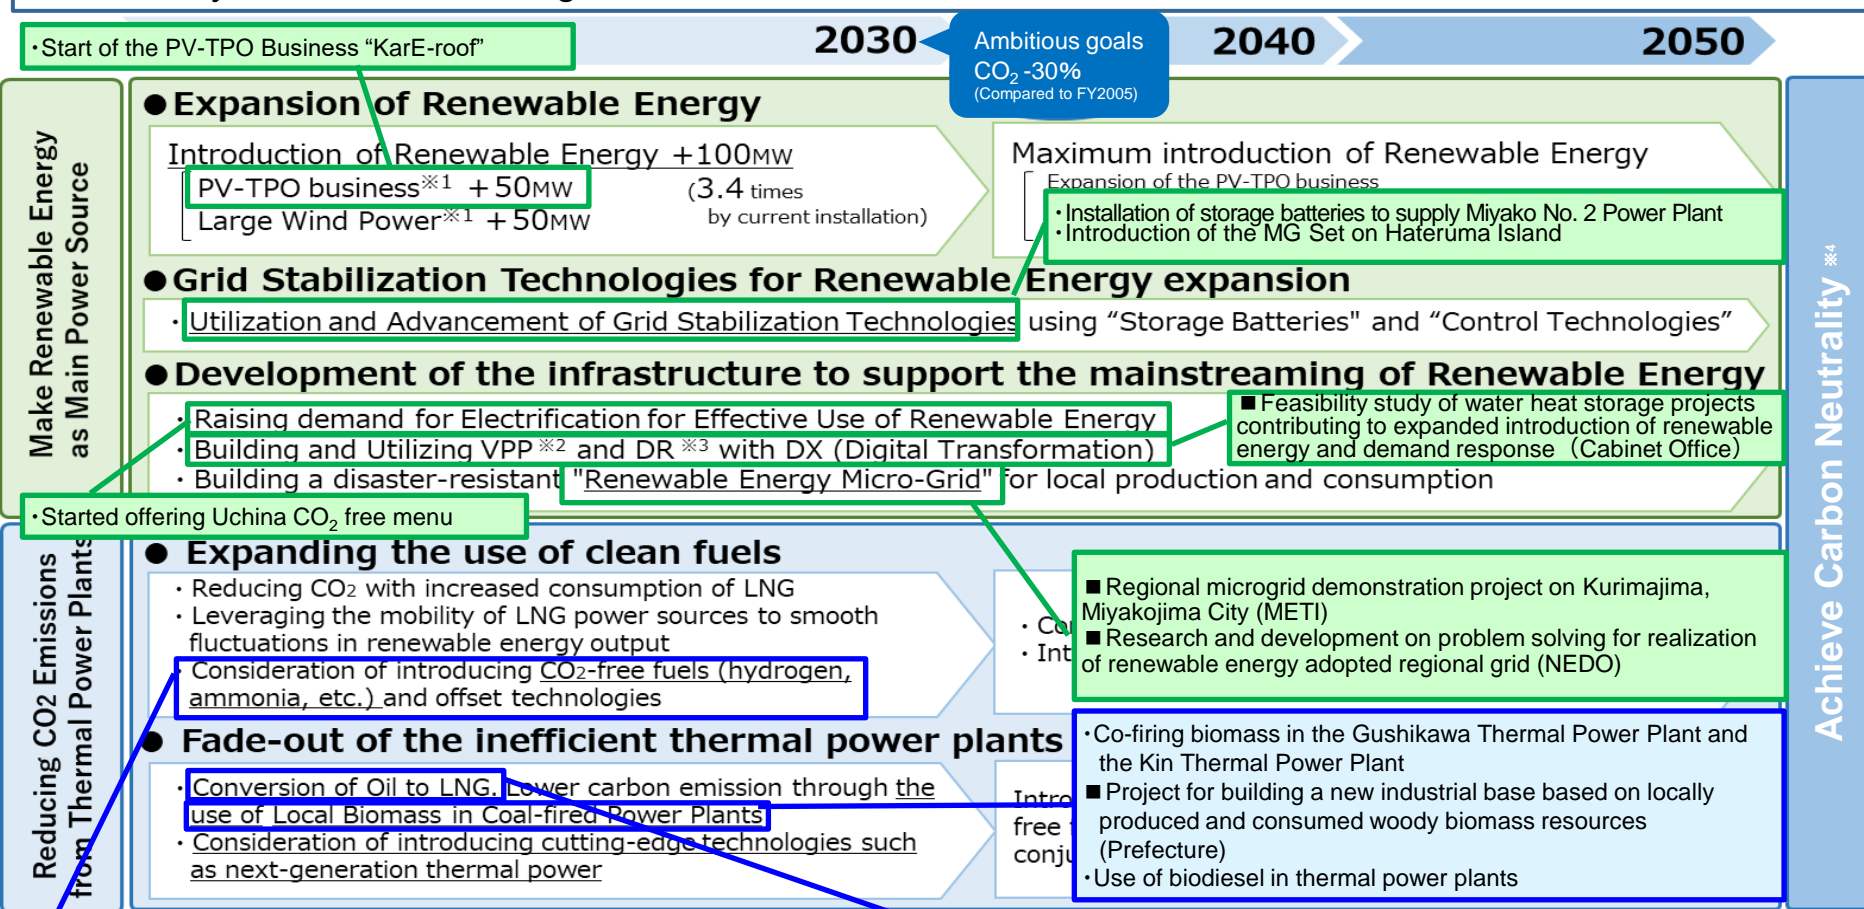 ・Start of the PV-TPO Business “KarE-roof”
2030
Ambitious goals
CO2 -30%
(Compared to FY2005)
2040
2050
Make Renewable Energy
as Main Power Source
●Expansion of Renewable Energy
Introduction of Renewable Energy +100MW
PV-TPO business※1 +50MW
(3.4 times
Large Wind Power※1 +50MW
by current installation)
Maximum introduction of Renewable Energy
Expansion of the PV-TPO business
・Installation of storage batteries to supply Miyako No. 2 Power Plant
・Introduction of the MG Set on Hateruma Island
●Grid Stabilization Technologies for Renewable Energy expansion
・Utilization and Advancement of Grid Stabilization Technologies using “Storage Batteries" and “Control Technologies”
●Development of the infrastructure to support the mainstreaming of Renewable Energy
・Raising demand for Electrification for Effective Use of Renewable Energy
・Building and Utilizing VPP※2 and DR※3 with DX (Digital Transformation)
・Building a disaster-resistant "Renewable Energy Micro-Grid" for local production and consumption
■Feasibility study of water heat storage projects
contributing to expanded introduction of renewable
energy and demand response（Cabinet Office）
・Started offering Uchina CO2 free menu
Reducing CO2 Emissions
from Thermal Power Plants
● Expanding the use of clean fuels
・Reducing CO2 with increased consumption of LNG
・Leveraging the mobility of LNG power sources to smooth
fluctuations in renewable energy output
・Consideration of introducing CO2-free fuels (hydrogen,
ammonia, etc.) and offset technologies
■Regional microgrid demonstration project on Kurimajima,
Miyakojima City (METI)
■Research and development on problem solving for realization
of renewable energy adopted regional grid (NEDO)
● Fade-out of the inefficient thermal power plants
・Conversion of Oil to LNG. Lower carbon emission through the
use of Local Biomass in Coal-fired Power Plants
・Consideration of introducing cutting-edge technologies such
as next-generation thermal power
free
・Co-firing biomass in the Gushikawa Thermal Power Plant and
the Kin Thermal Power Plant
■Project for building a new industrial base based on locally
produced and consumed woody biomass resources
(Prefecture)
・Use of biodiesel in thermal power plants
Achieve Carbon Neutrality ※4